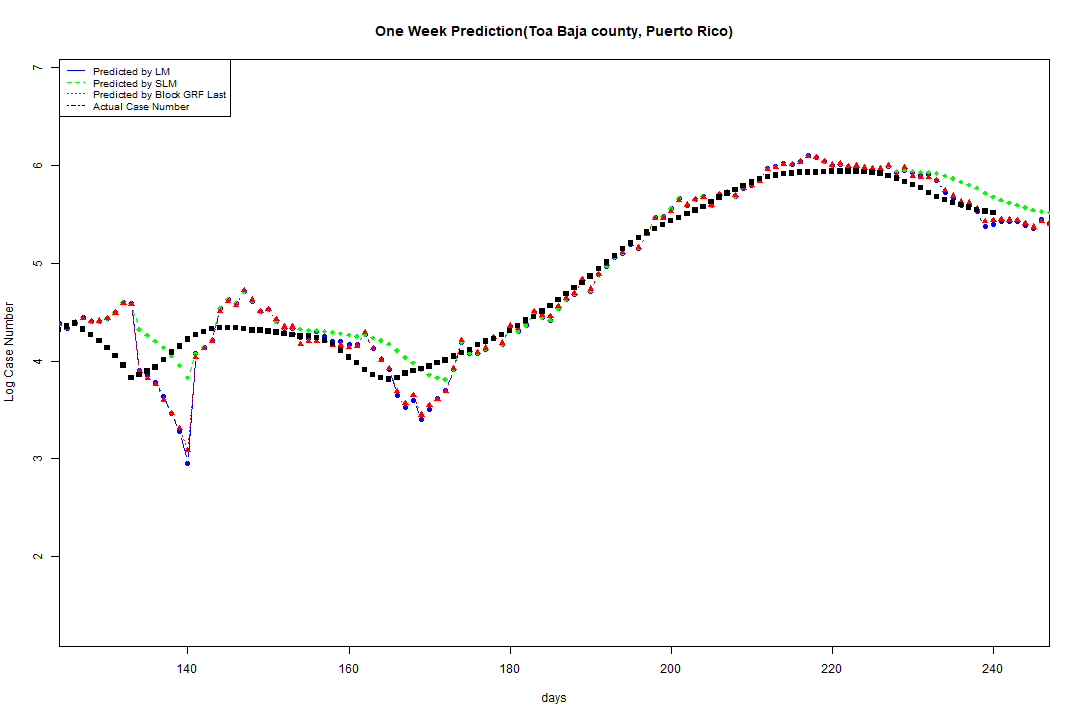 One Week Prediction(Toa Baja county, Puerto Rico)
Predicted by LM
Predicted by SLM
Predicted by Block GRF Last
Actual Case Number
7
6
5
4
3
2
Log Case Number
140 160 180 200 220 240
days